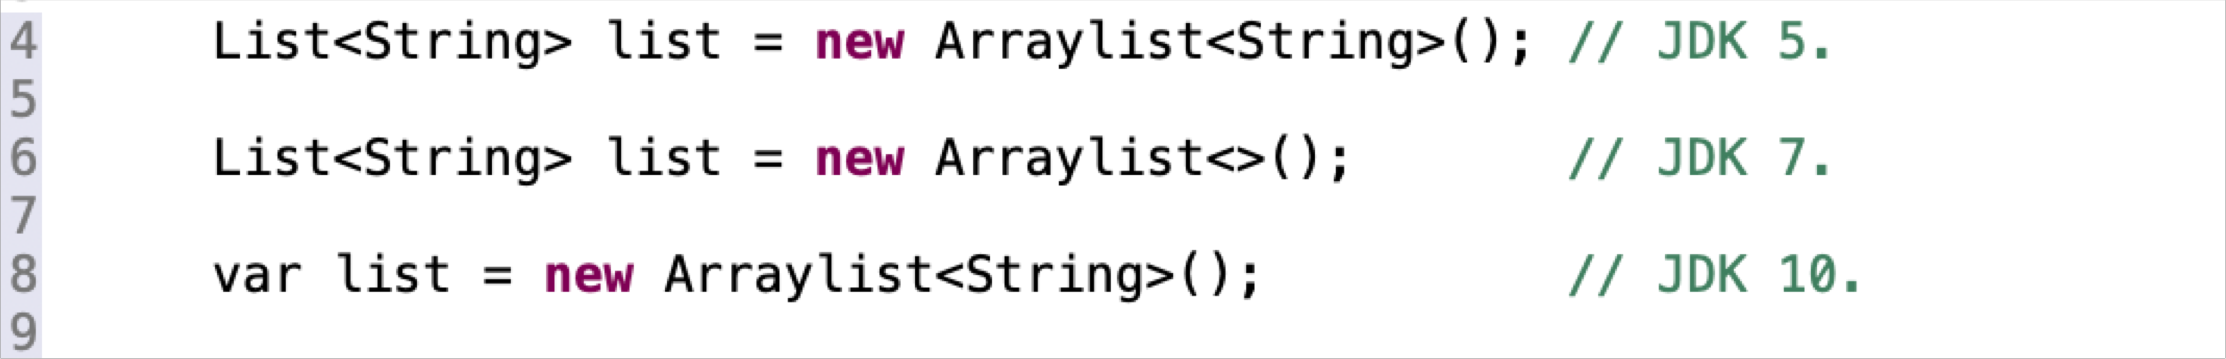 4 List<String> list = new Arraylist<String>(); // JDK 5.
5
6 List<String> list = new Arraylist<>(); // JDK 7.
7
8 var list = new Arraylist<String>(); // JDK 10.
9